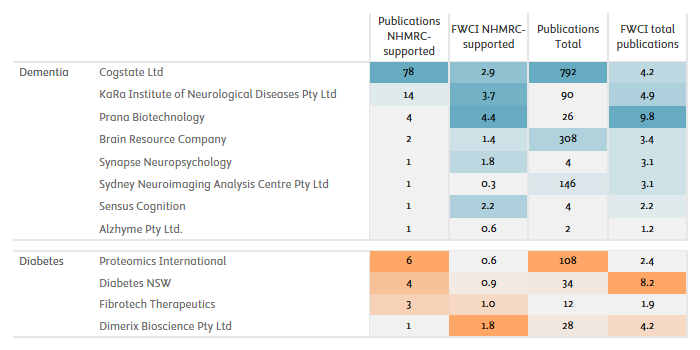 Publications NHMRC-supported FWCI NHMRC-supported Publications Total FWCI total publications
Dementia Cogstate Ltd 78 2.9 792 4.2
KaRa Institute of Neurological Diseases Pty Ltd 14 3.7 90 4.9
Prana Biotechnology 4 4.4 26 9.8
Brain Resource Company 2 1.4 308 3.4
Synapse Neuropsychology 1 1.8 4 3.1
Sydney Neuroimaging Analysis Centre Pty Ltd 1 0.3 146 3.1
Sensus Cognition 1 2.2 4 2.2
Alzhyme Pty Ltd. 1 0.6 2 1.2
Diabetes Proteomics International 6 0.6 108 2.4
Diabetes NSW 4 0.9 34 8.2
Fibrotech Therapeutics 3 1.0 12 1.9
Dimerix Bioscience Pty Ltd 1 1.8 28 4.2